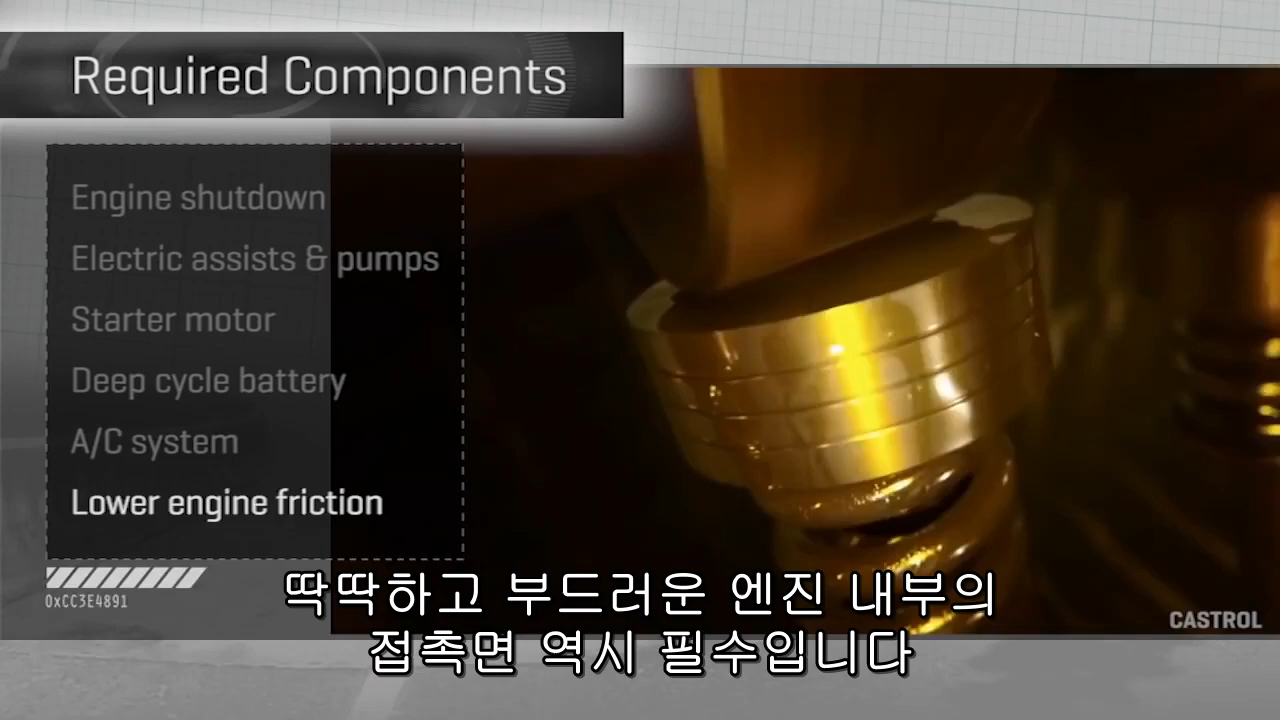 Required Components
Engine shutdown
Electric assists & pumps
Starter motor
Deep cycle battery
A/C system
Lower engine friction
0xCC3E4891
CASTROL
딱딱하고 부드러운 엔진 내부의
접촉면 역시 필수입니다